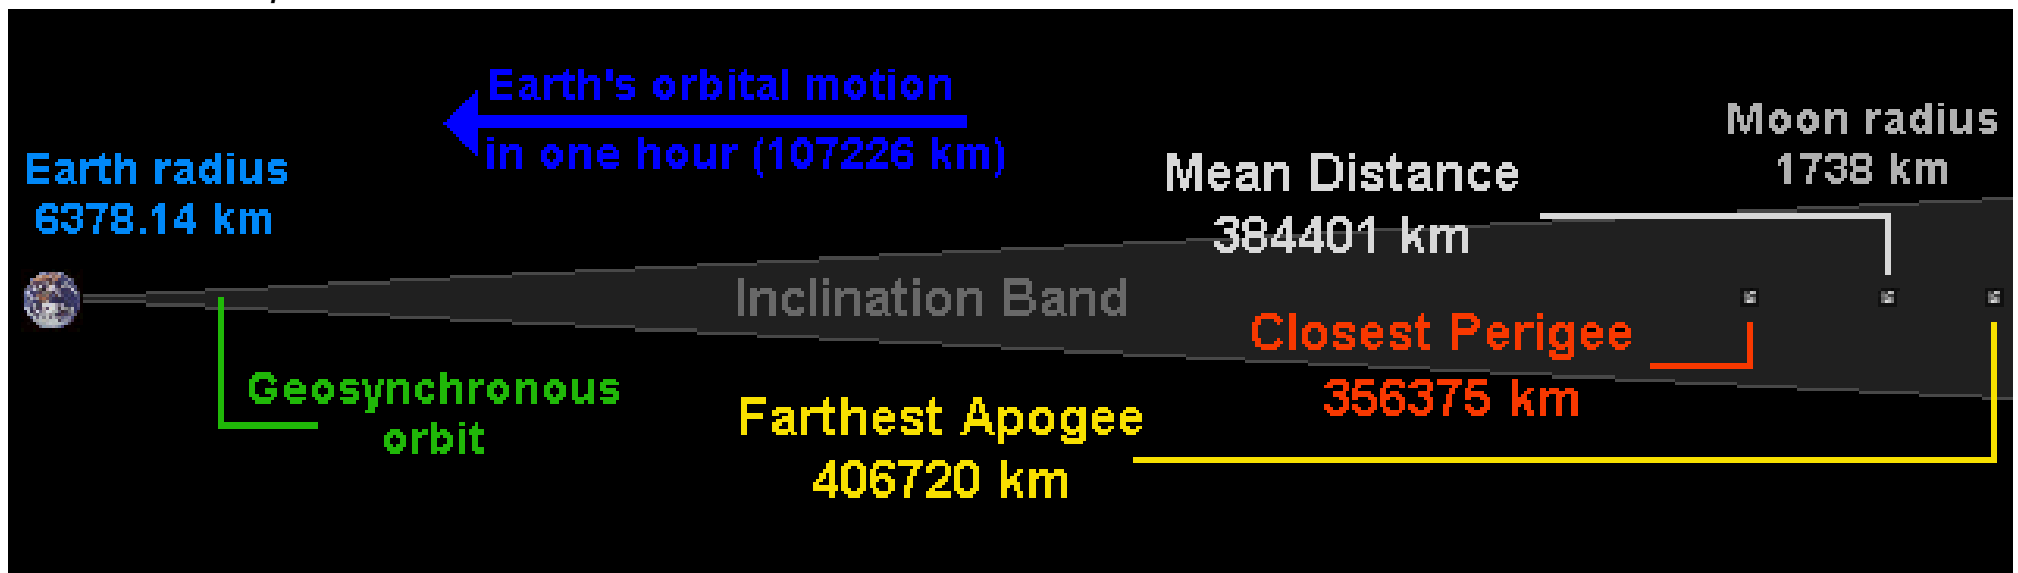 Earth's orbital motion
in one hour (107226 km)
Moon radius
1738 km
Earth radius
6378.14 km
Mean Distance
384401 km
Inclination Band
Closest Perigee
356375 km
Geosynchronous
orbit
Farthest Apogee
406720 km